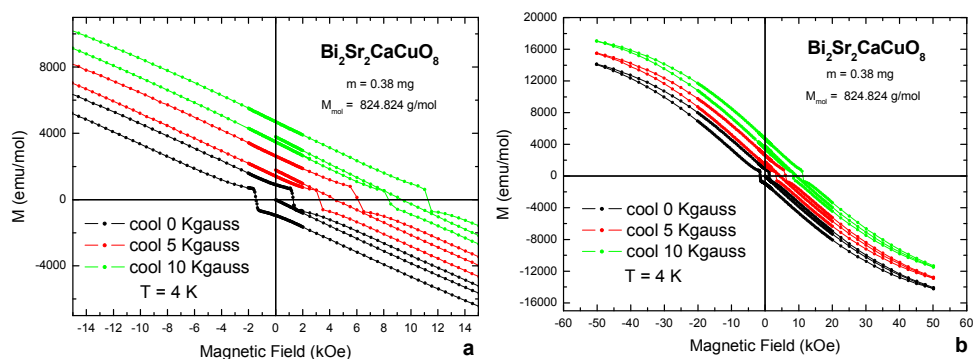 Bi2Sr2CaCuO8
m = 0.38 mg
Mmol = 824.824 g/mol
M (emu/mol)
8000
4000
0
-4000
cool 0 Kgauss
cool 5 Kgauss
cool 10 Kgauss
T = 4 K
-14 -12 -10 -8 -6 -4 -2 0 2 4 6 8 10 12 14
Magnetic Field (kOe)
a
Bi2Sr2CaCuO8
m = 0.38 mg
Mmol = 824.824 g/mol
M (emu/mol)
20000
16000
12000
8000
4000
0
-4000
-8000
-12000
-16000
cool 0 Kgauss
cool 5 Kgauss
cool 10 Kgauss
T = 4 K
-60 -50 -40 -30 -20 -10 0 10 20 30 40 50 60
Magnetic Field (kOe)
b